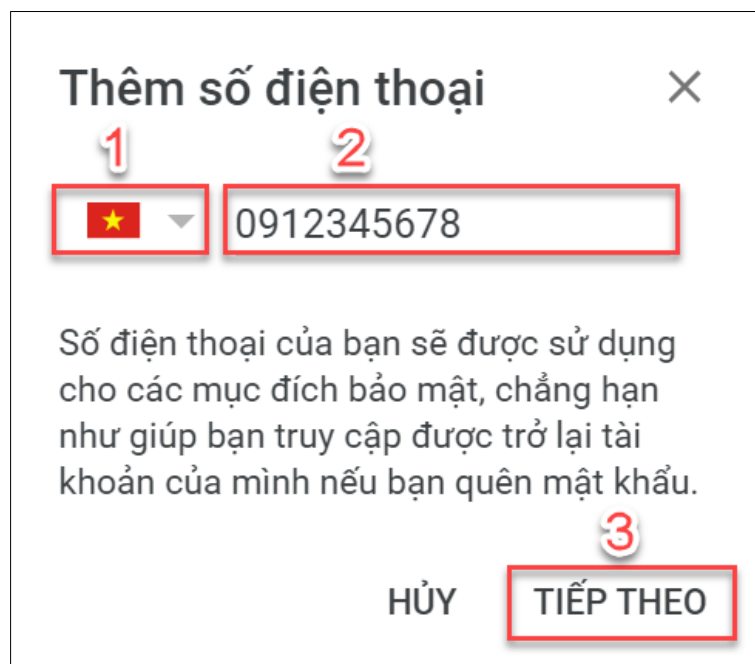 Thêm số điện thoại
1
2
0912345678
Số điện thoại của bạn sẽ được sử dụng
cho các mục đích bảo mật, chẳng hạn
như giúp bạn truy cập được trở lại tài
khoản của mình nếu bạn quên mật khẩu.
3
HỦY
TIẾP THEO